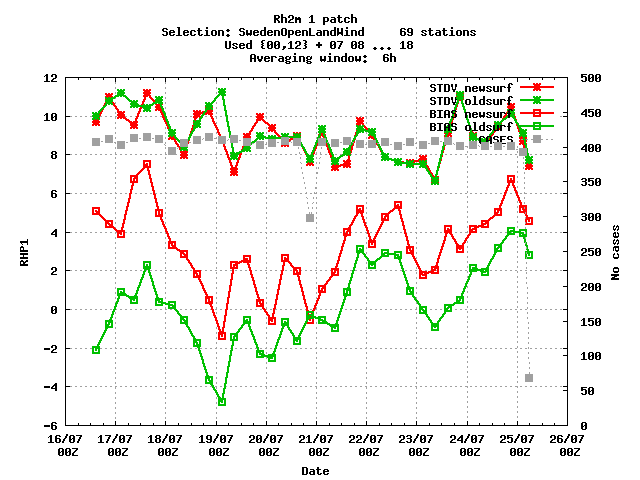 Rh2m 1 patch
Selection: SwedenOpenLandWind 69 stations
Used {00,12} + 07 08 ... 18
Averaging window: 6h
STDV newsurf
STDV oldsurf
BIAS newsurf
BIAS oldsurf
CASES
12
10
8
6
4
2
0
-2
-4
-6
RHP1
500
450
400
350
300
250
200
150
100
50
0
No cases
16/07 17/07 18/07 19/07 20/07 21/07 22/07 23/07 24/07 25/07 26/07
00Z 00Z 00Z 00Z 00Z 00Z 00Z 00Z 00Z 00Z 00Z
Date